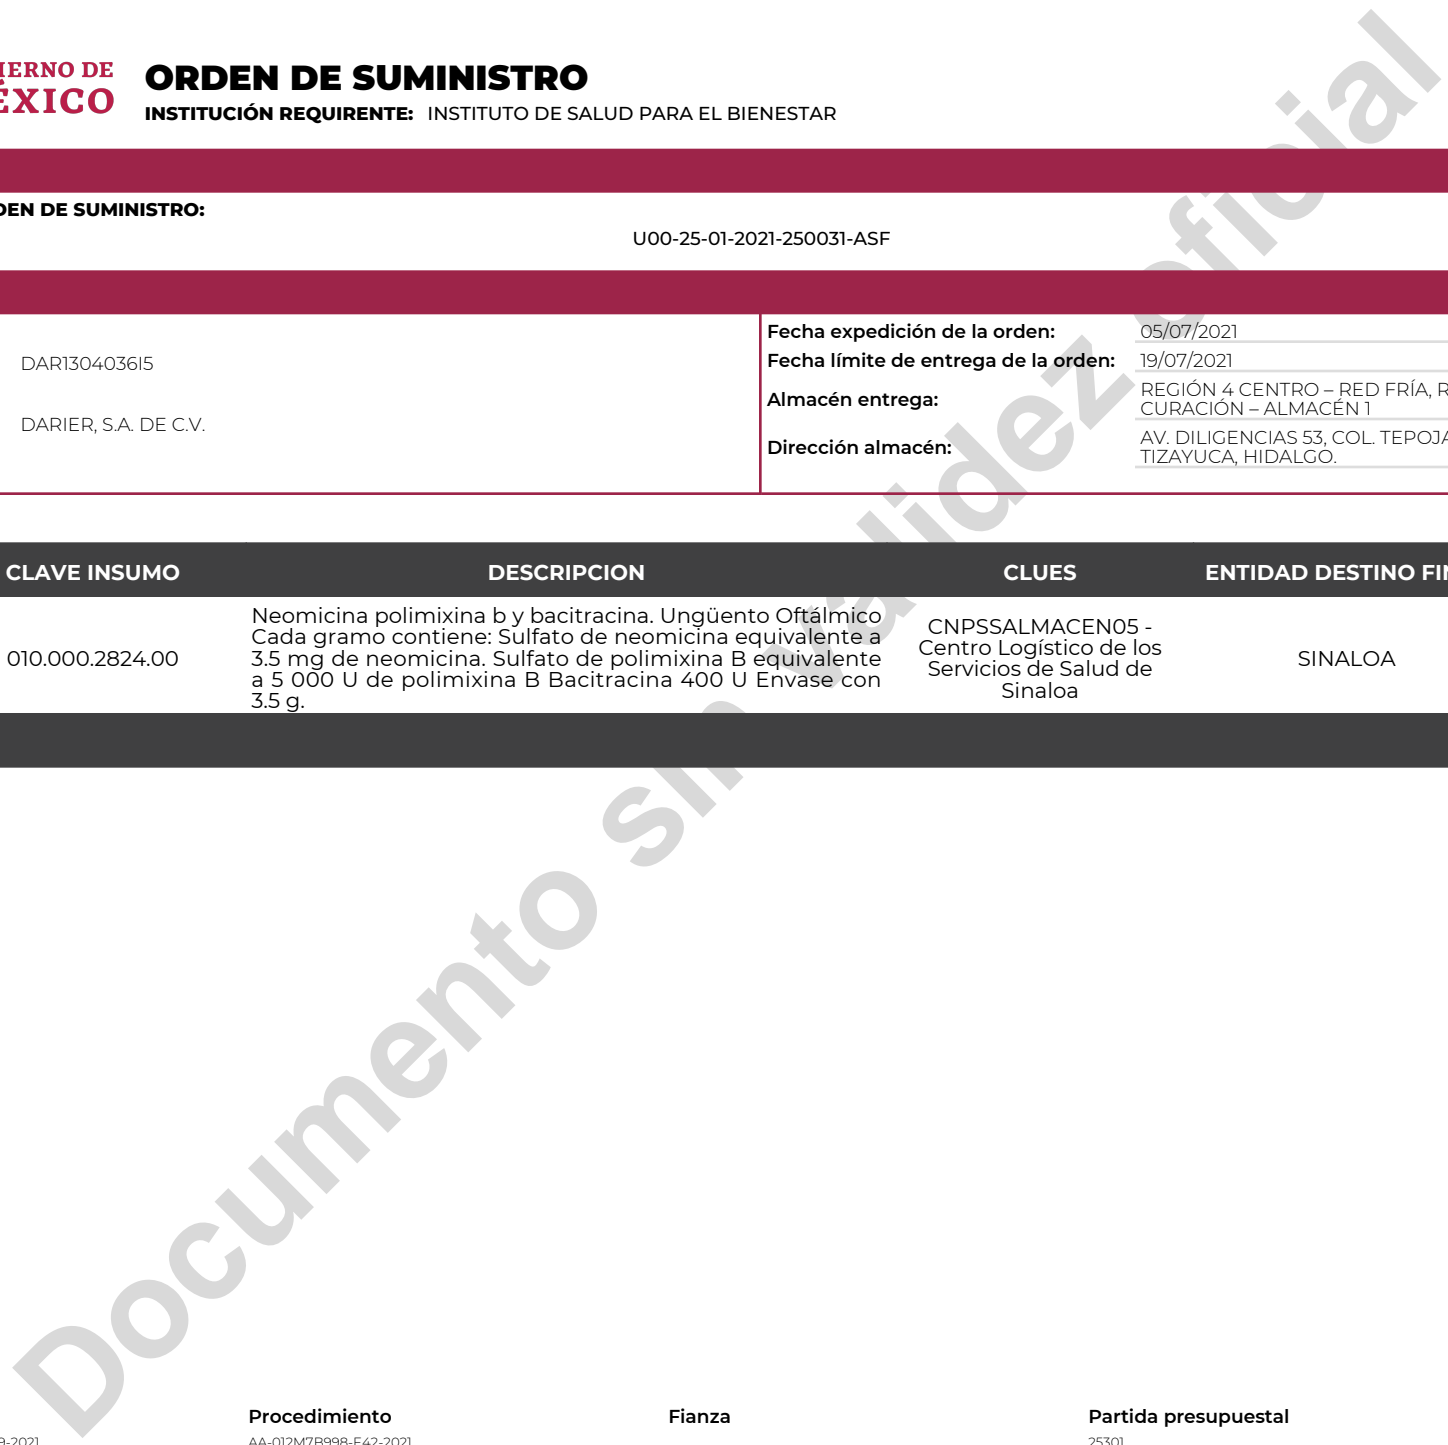 IERNO DE
ÉXICO
ORDEN DE SUMINISTRO
INSTITUCIÓN REQUIRENTE: INSTITUTO DE SALUD PARA EL BIENESTAR
DEN DE SUMINISTRO:
U00-25-01-2021-250031-ASF
DAR1304036I5
DARIER, S.A. DE C.V.
Fecha expedición de la orden: 05/07/2021
Fecha límite de entrega de la orden: 19/07/2021
Almacén entrega: REGIÓN 4 CENTRO – RED FRÍA, R
CURACIÓN – ALMACÉN 1
Dirección almacén: AV. DILIGENCIAS 53, COL. TEPOJA
TIZAYUCA, HIDALGO.
CLAVE INSUMO DESCRIPCION CLUES ENTIDAD DESTINO FIN
010.000.2824.00
Neomicina polimixina b y bacitracina. Ungüento Oftálmico
Cada gramo contiene: Sulfato de neomicina equivalente a
3.5 mg de neomicina. Sulfato de polimixina B equivalente
a 5 000 U de polimixina B Bacitracina 400 U Envase con
3.5 g.
CNPSSALMACEN05 -
Centro Logístico de los
Servicios de Salud de
Sinaloa
SINALOA
Documento sin validez oficial
Procedimiento Fianza Partida presupuestal
9-2021 AA-012M7B998-E42-2021 25301